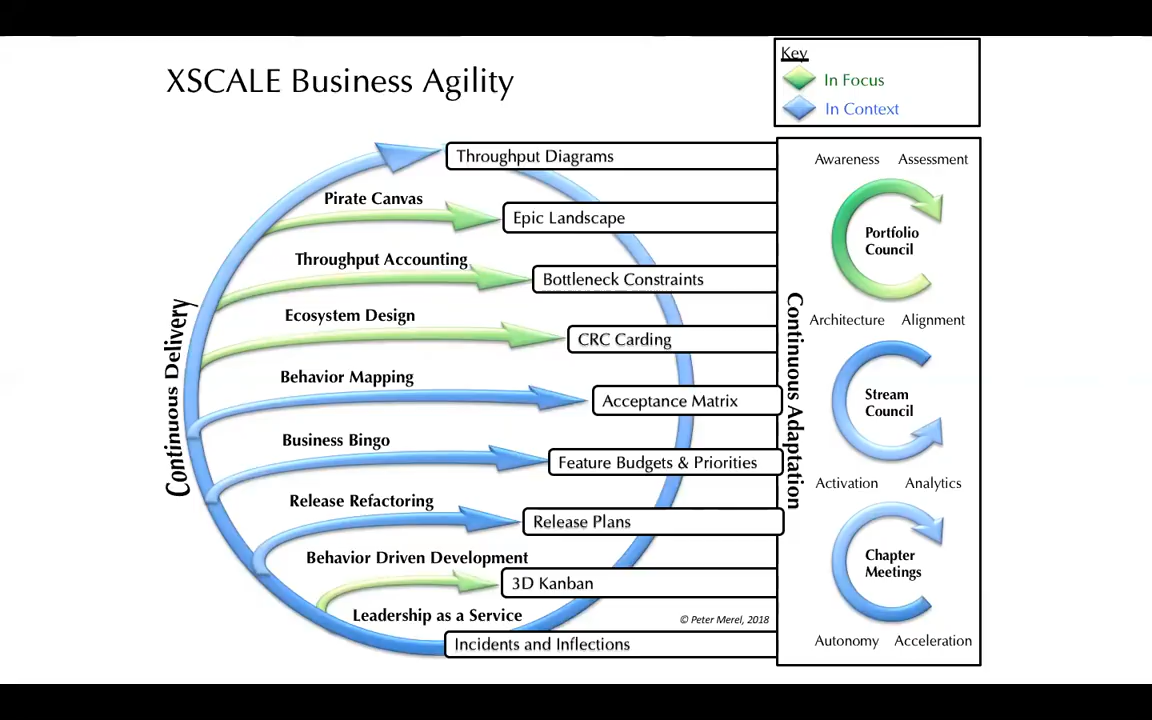 XSCALE Business Agility
Key
In Focus
In Context
Continuous Delivery
Throughput Diagrams
Pirate Canvas
Epic Landscape
Throughput Accounting
Bottleneck Constraints
Ecosystem Design
CRC Carding
Behavior Mapping
Acceptance Matrix
Business Bingo
Feature Budgets & Priorities
Release Refactoring
Release Plans
Behavior Driven Development
3D Kanban
Leadership as a Service
© Peter Merel, 2018
Incidents and Inflections
Continuous Adaptation
Awareness Assessment
Portfolio
Council
Architecture Alignment
Stream
Council
Activation Analytics
Chapter
Meetings
Autonomy Acceleration